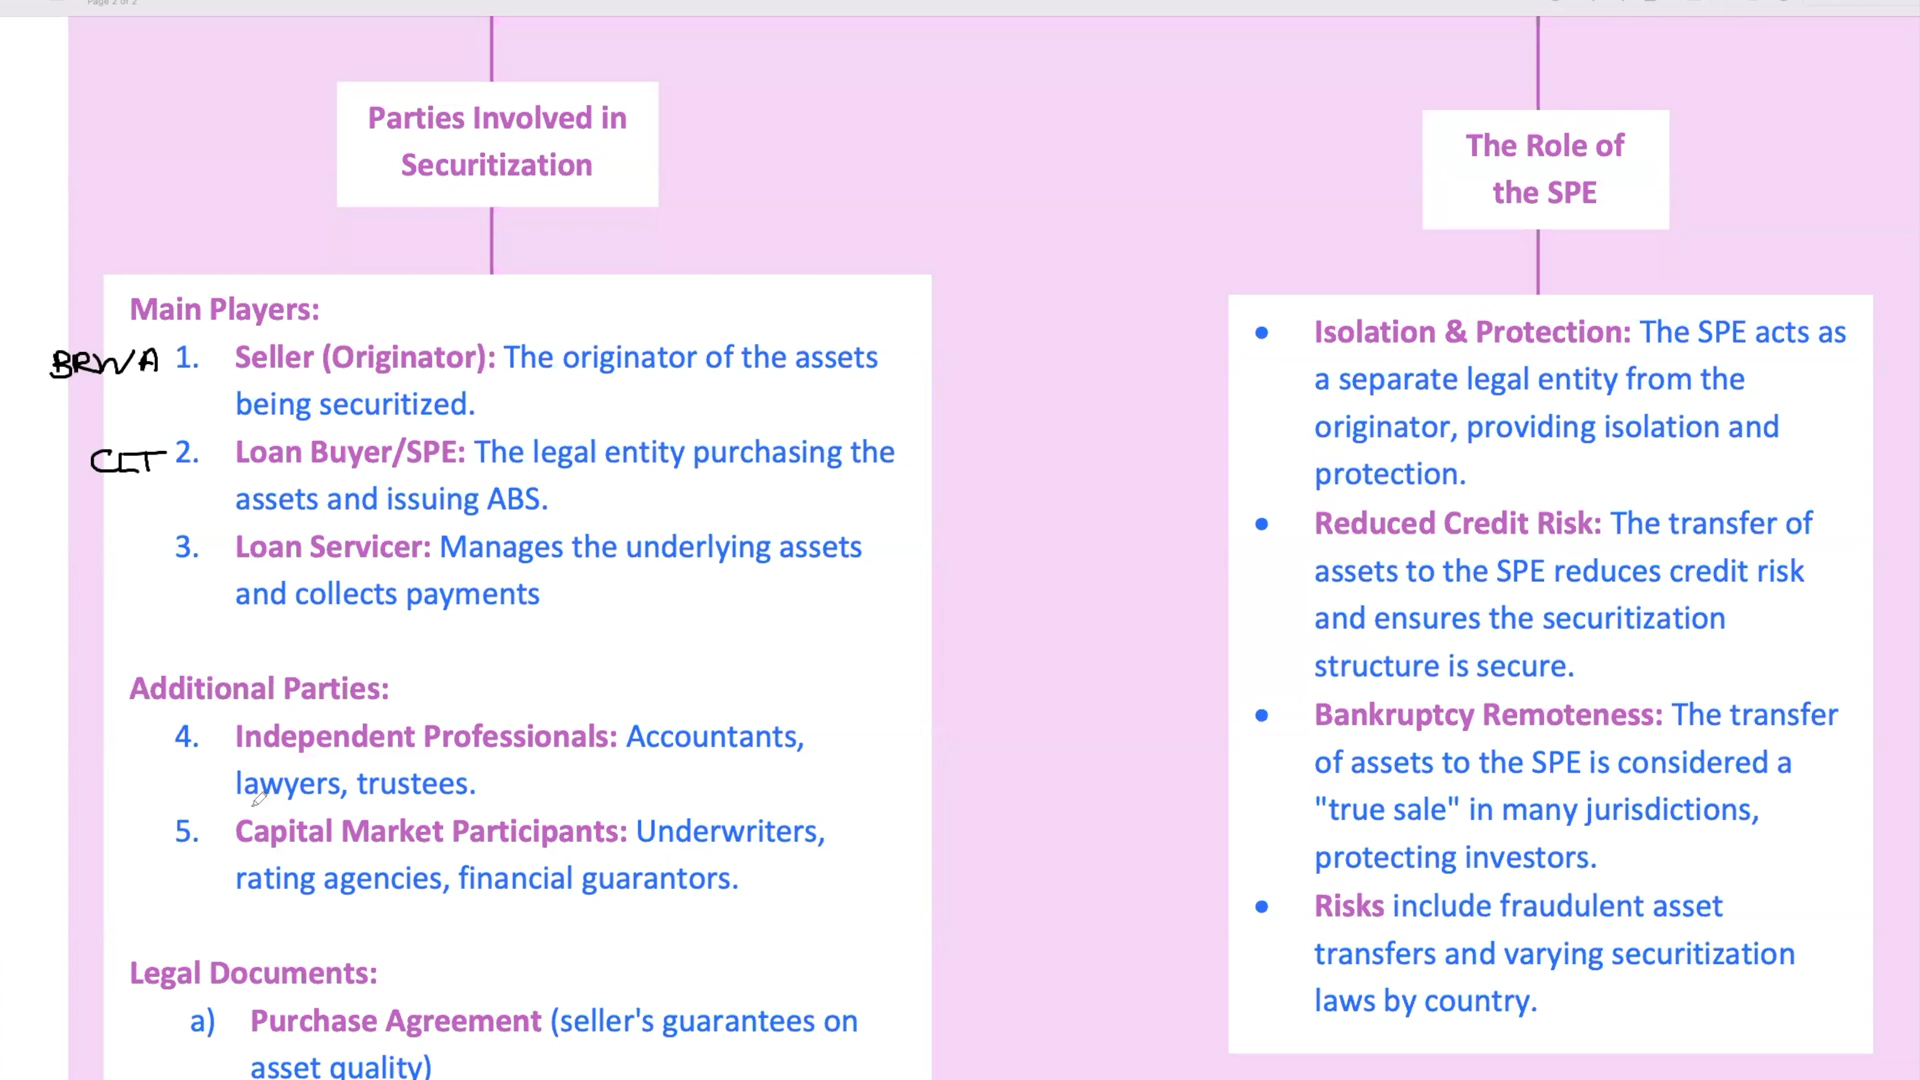 Page 2 of 2
Parties Involved in
Securitization
Main Players:
BRWA 1. Seller (Originator): The originator of the assets
being securitized.
CLT 2. Loan Buyer/SPE: The legal entity purchasing the
assets and issuing ABS.
3. Loan Servicer: Manages the underlying assets
and collects payments
Additional Parties:
4. Independent Professionals: Accountants,
lawyers, trustees.
5. Capital Market Participants: Underwriters,
rating agencies, financial guarantors.
Legal Documents:
a) Purchase Agreement (seller's guarantees on
asset quality)
The Role of
the SPE
• Isolation & Protection: The SPE acts as
a separate legal entity from the
originator, providing isolation and
protection.
• Reduced Credit Risk: The transfer of
assets to the SPE reduces credit risk
and ensures the securitization
structure is secure.
• Bankruptcy Remoteness: The transfer
of assets to the SPE is considered a
"true sale" in many jurisdictions,
protecting investors.
• Risks include fraudulent asset
transfers and varying securitization
laws by country.